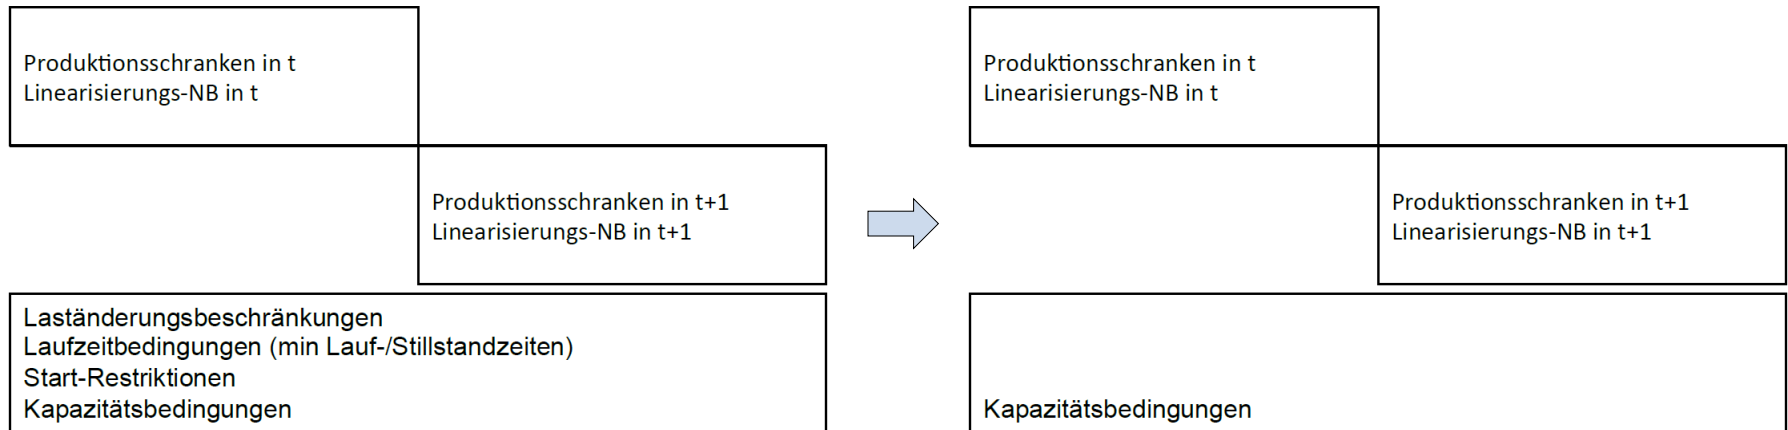 Produktionsschranken in t
Linearisierungs-NB in t
Produktionsschranken in t+1
Linearisierungs-NB in t+1
Laständerungsbeschränkungen
Laufzeitbedingungen (min Lauf-/Stillstandzeiten)
Start-Restriktionen
Kapazitätsbedingungen
Produktionsschranken in t
Linearisierungs-NB in t
Produktionsschranken in t+1
Linearisierungs-NB in t+1
Kapazitätsbedingungen